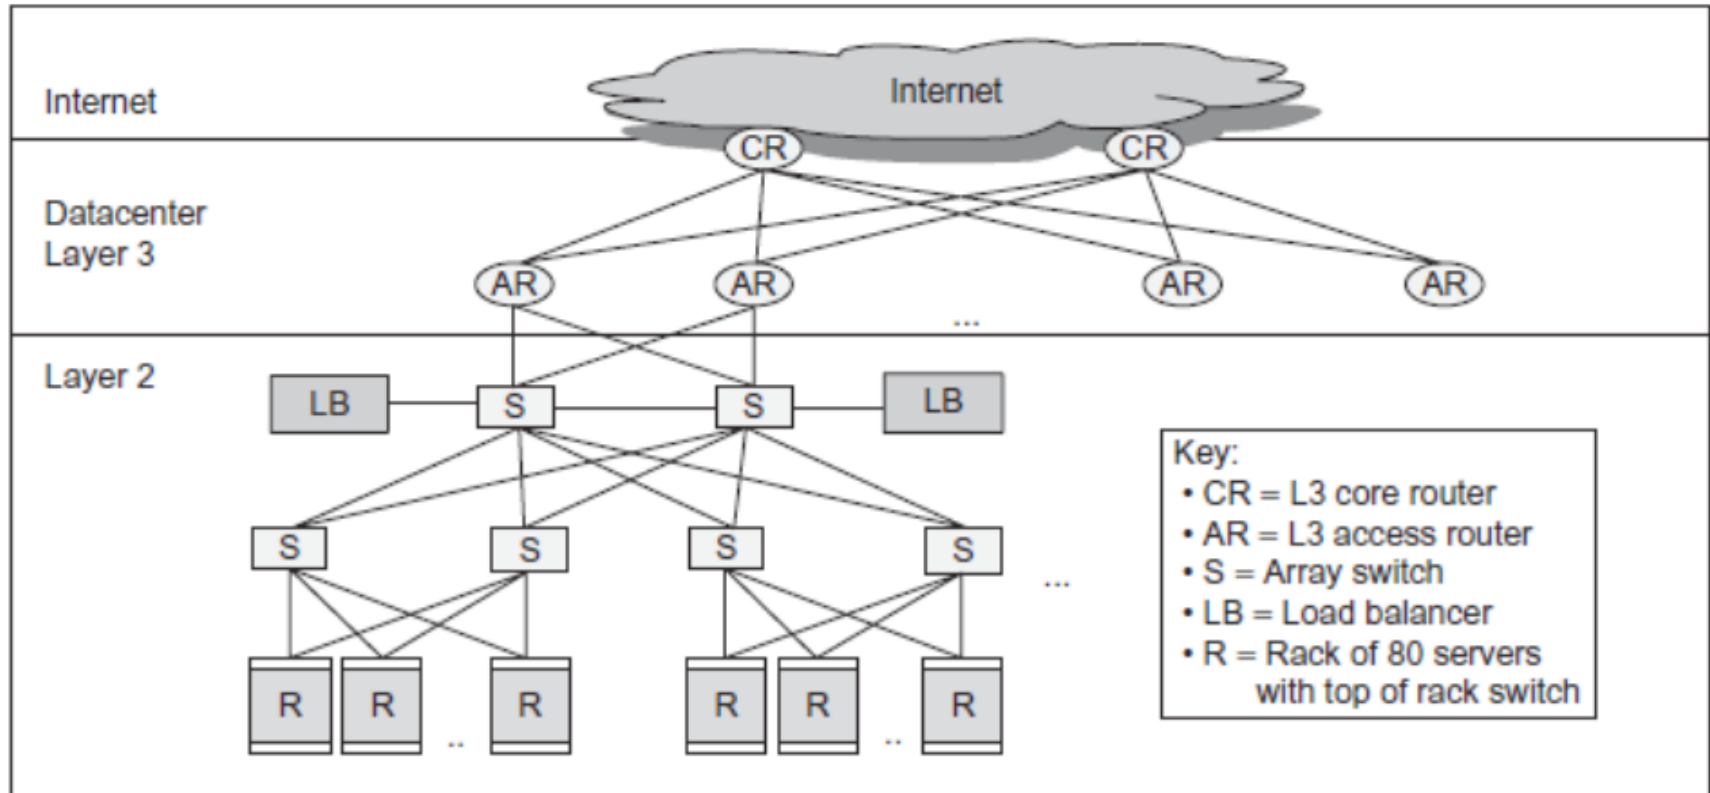 Internet
Internet
CR CR
Datacenter
Layer 3
AR AR AR AR
...
Layer 2
LB S S LB
S S S S
...
R R .. R R R .. R
Key:
• CR = L3 core router
• AR = L3 access router
• S = Array switch
• LB = Load balancer
• R = Rack of 80 servers
with top of rack switch